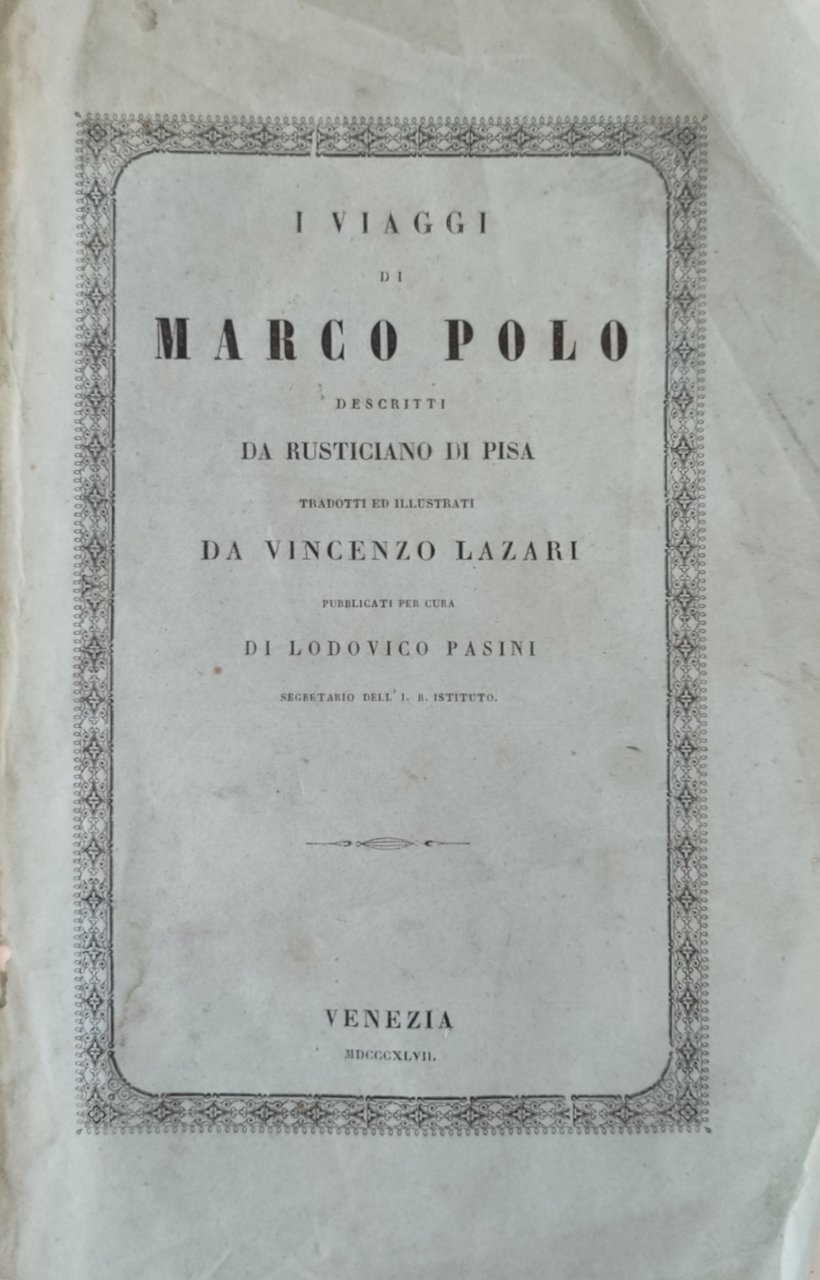 I VIAGGI
DI
MARCO POLO
DESCRITTI
DA RUSTICIANO DI PISA
TRADOTTI ED ILLUSTRATI
DA VINCENZO LAZARI
PUBBLICATI PER CURA
DI LODOVICO PASINI
SEGRETARIO DELL' I. R. ISTITUTO.
VENEZIA
MDCCCXLVII.